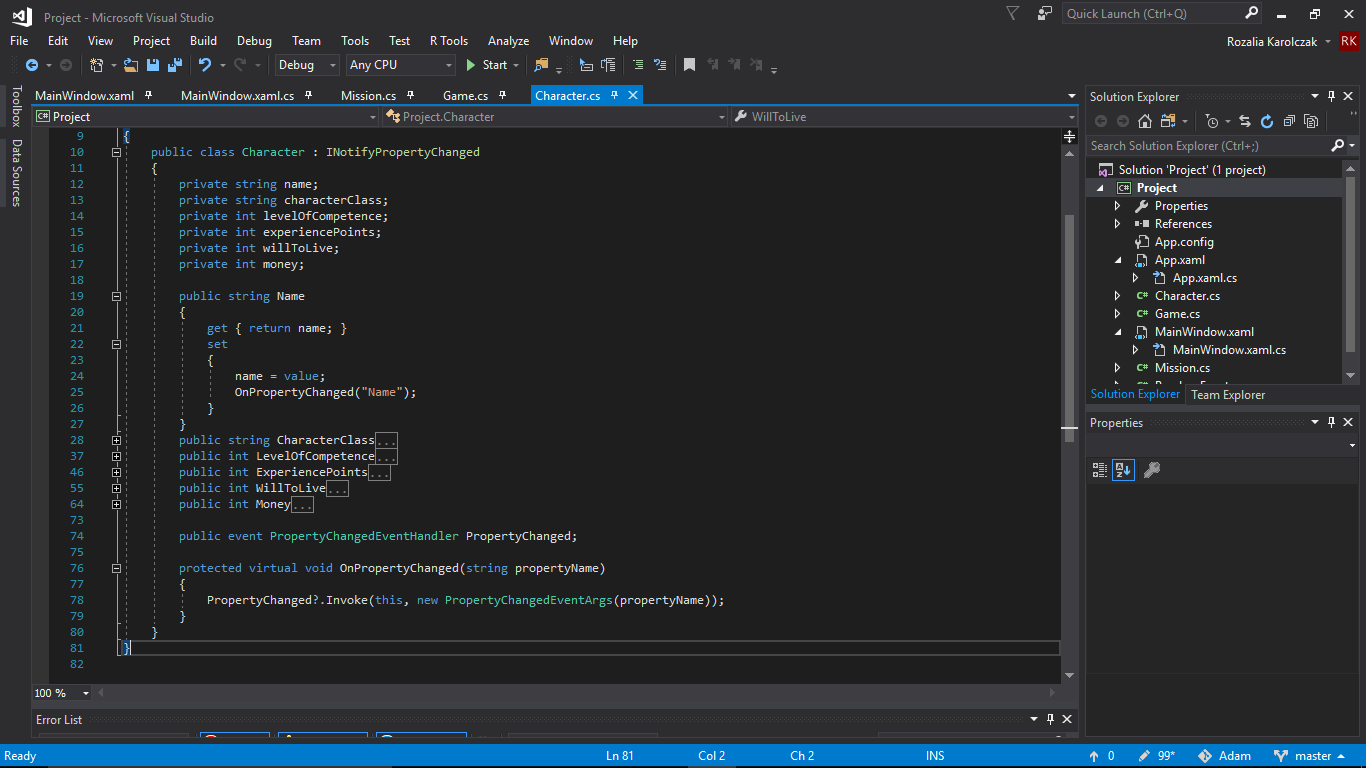 Project - Microsoft Visual Studio
Quick Launch (Ctrl+Q)
File Edit View Project Build Debug Team Tools Test R Tools Analyze Window Help
Rozalia Karolczak RK
Debug Any CPU Start
Toolbox
Data Sources
MainWindow.xaml MainWindow.xaml.cs Mission.cs Game.cs Character.cs
C# Project Project.Character WillToLive
9 {
10 public class Character : INotifyPropertyChanged
11 {
12 private string name;
13 private string characterClass;
14 private int levelOfCompetence;
15 private int experiencePoints;
16 private int willToLive;
17 private int money;
18
19 public string Name
20 {
21 get { return name; }
22 set
23 {
24 name = value;
25 OnPropertyChanged("Name");
26 }
27 }
28 public string CharacterClass...
37 public int LevelOfCompetence...
46 public int ExperiencePoints...
55 public int WillToLive...
64 public int Money...
73
74 public event PropertyChangedEventHandler PropertyChanged;
75
76 protected virtual void OnPropertyChanged(string propertyName)
77 {
78 PropertyChanged?.Invoke(this, new PropertyChangedEventArgs(propertyName));
79 }
80 }
81 }
82
100 %
Error List
Solution Explorer
Search Solution Explorer (Ctrl+;)
Solution 'Project' (1 project)
C# Project
Properties
References
App.config
App.xaml
App.xaml.cs
C# Character.cs
C# Game.cs
MainWindow.xaml
MainWindow.xaml.cs
C# Mission.cs
Solution Explorer Team Explorer
Properties
Ready Ln 81 Col 2 Ch 2 INS 0 99* Adam master